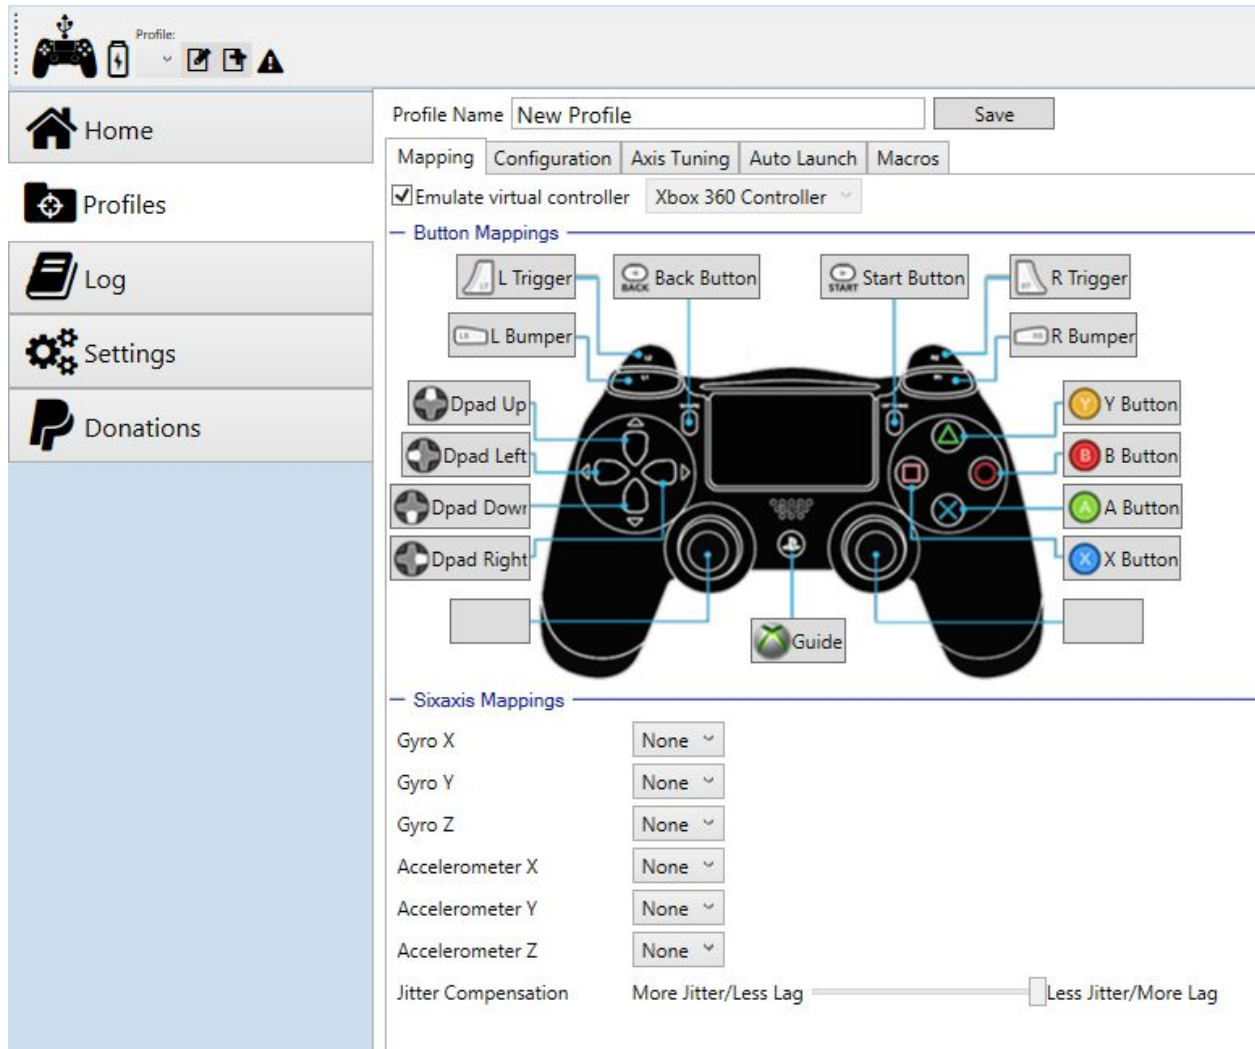 Profile:
Home
Profiles
Log
Settings
Donations
Profile Name New Profile Save
Mapping Configuration Axis Tuning Auto Launch Macros
Emulate virtual controller Xbox 360 Controller
Button Mappings
L Trigger BACK Back Button START Start Button R Trigger
L Bumper R Bumper
Dpad Up Y Button
Dpad Left B Button
Dpad Down A Button
Dpad Right X Button
Guide
Sixaxis Mappings
Gyro X None
Gyro Y None
Gyro Z None
Accelerometer X None
Accelerometer Y None
Accelerometer Z None
Jitter Compensation More Jitter/Less Lag Less Jitter/More Lag